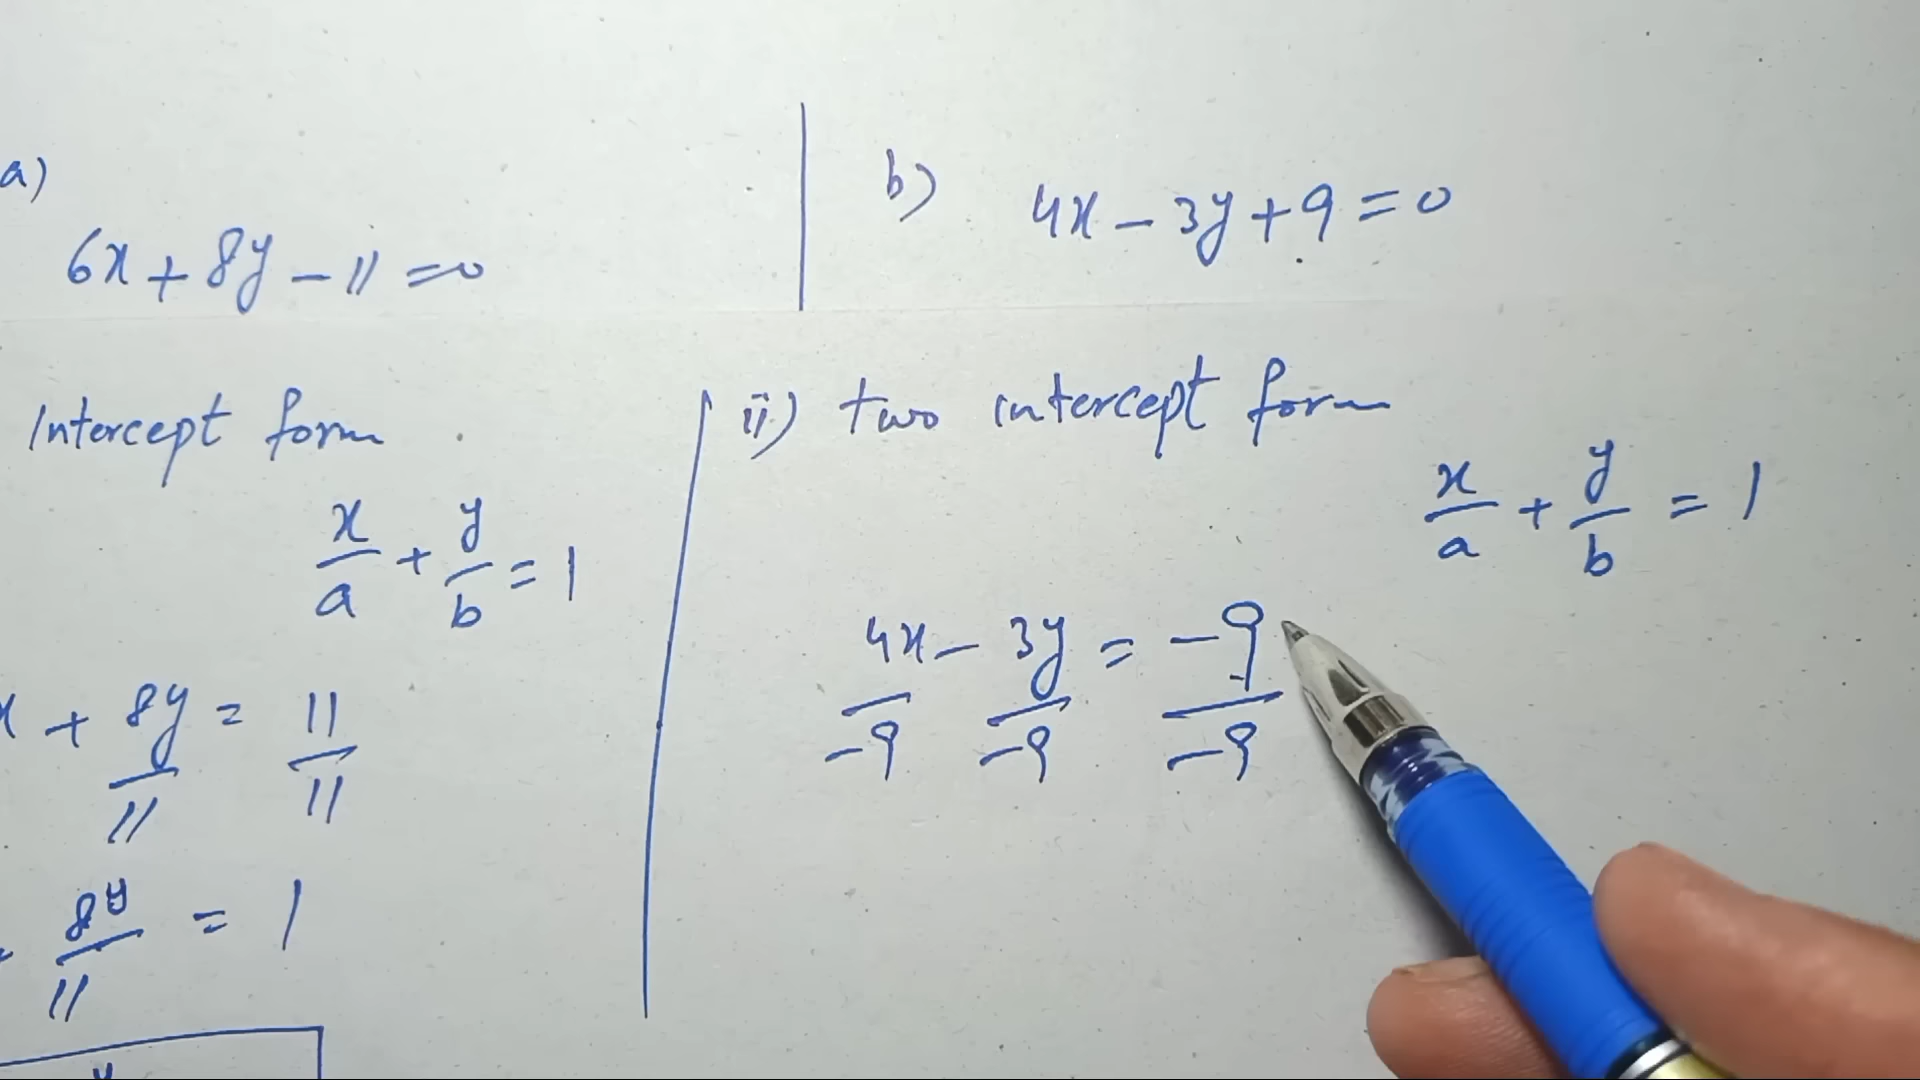 a)
6x + 8y - 11 = 0
b)
4x - 3y + 9 = 0
Intercept form
x/a + y/b = 1
x + 8y/11 = 11/11
8y/11 = 1
y
ii) two intercept form
x/a + y/b = 1
4x/-9 - 3y/-9 = -9/-9